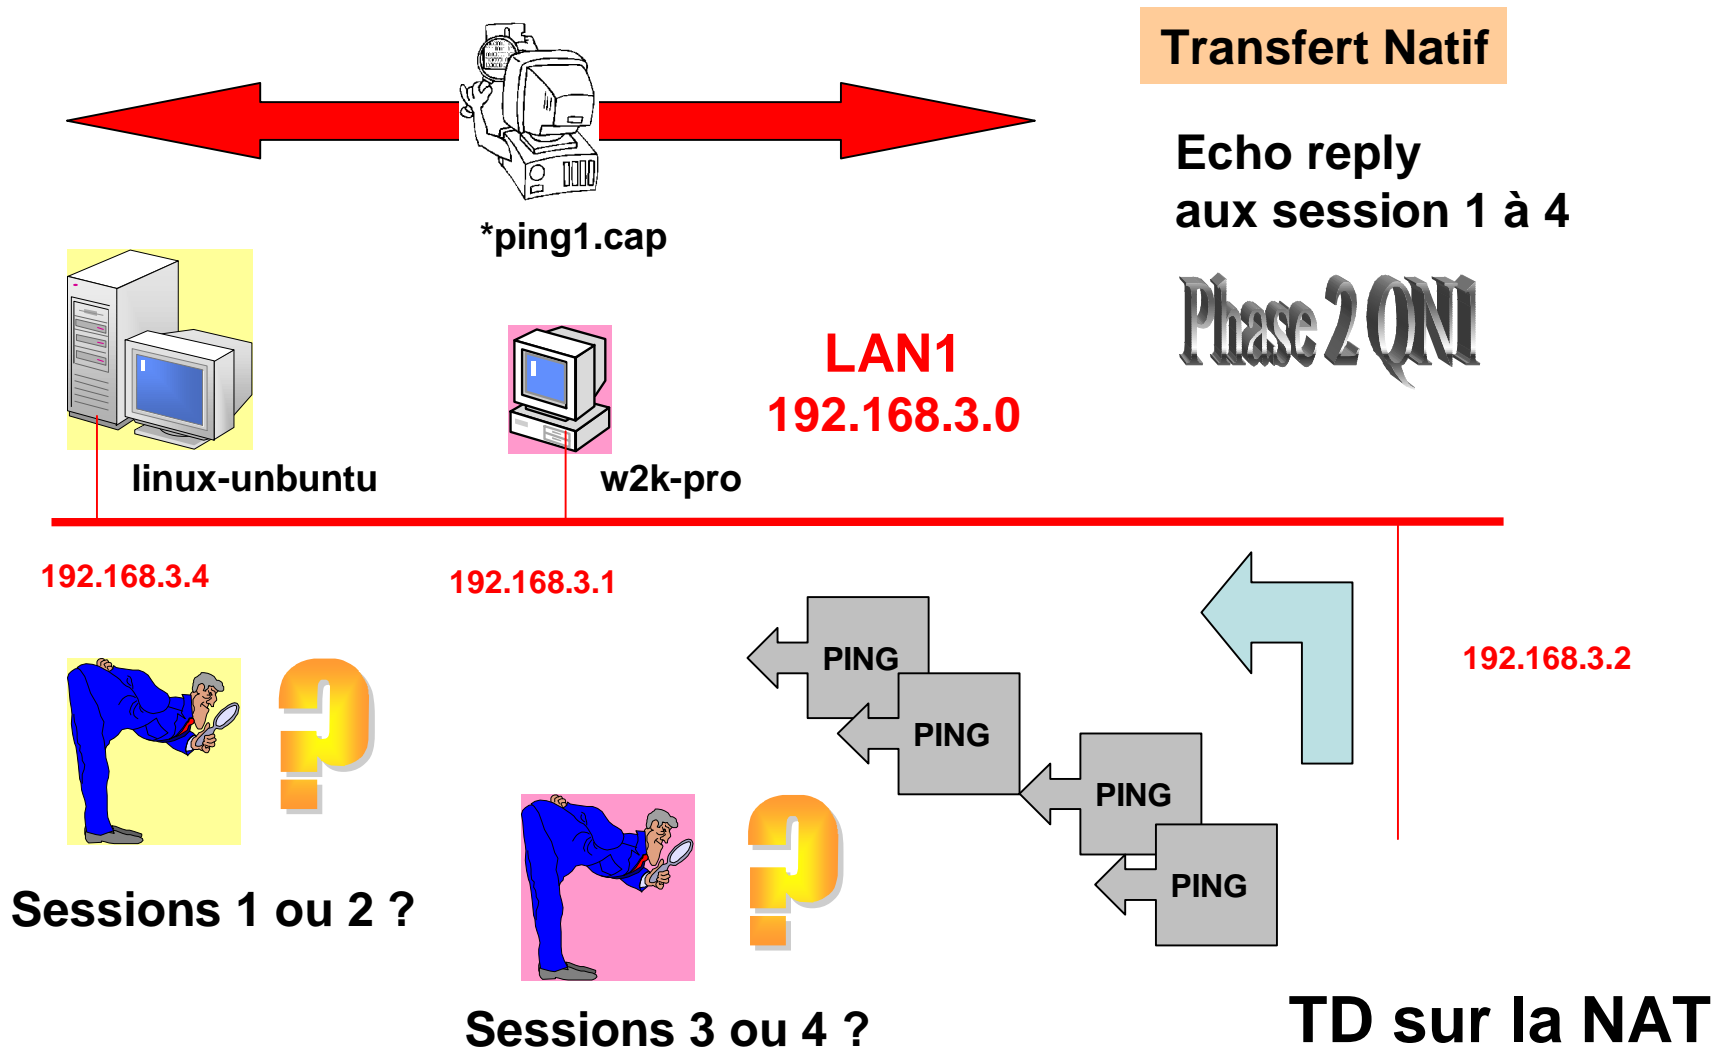 Transfert Natif
Echo reply
aux session 1 à 4
*ping1.cap
Phase 2 QNI
LAN1
192.168.3.0
linux-unbuntu
w2k-pro
192.168.3.4
192.168.3.1
192.168.3.2
PING
PING
PING
PING
Sessions 1 ou 2 ?
?
Sessions 3 ou 4 ?
?
TD sur la NAT